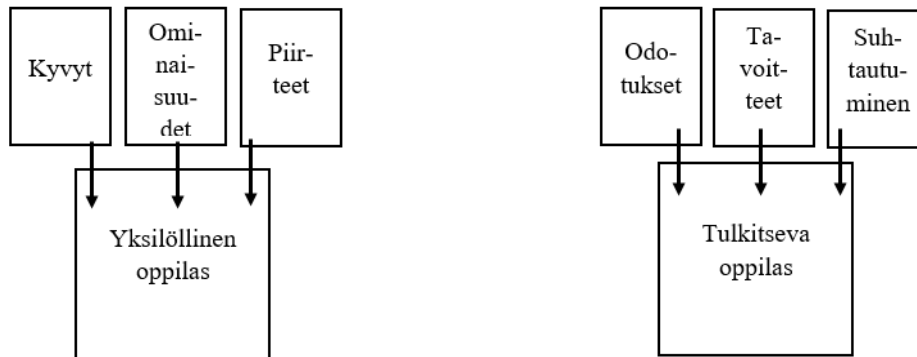 Kyvyt
Omi-
nai-
suu-
det
Piir-
teet
Yksilöllinen
oppilas
Odo-
tukset
Ta-
voit-
teet
Suh-
tautu-
minen
Tulkitseva
oppilas